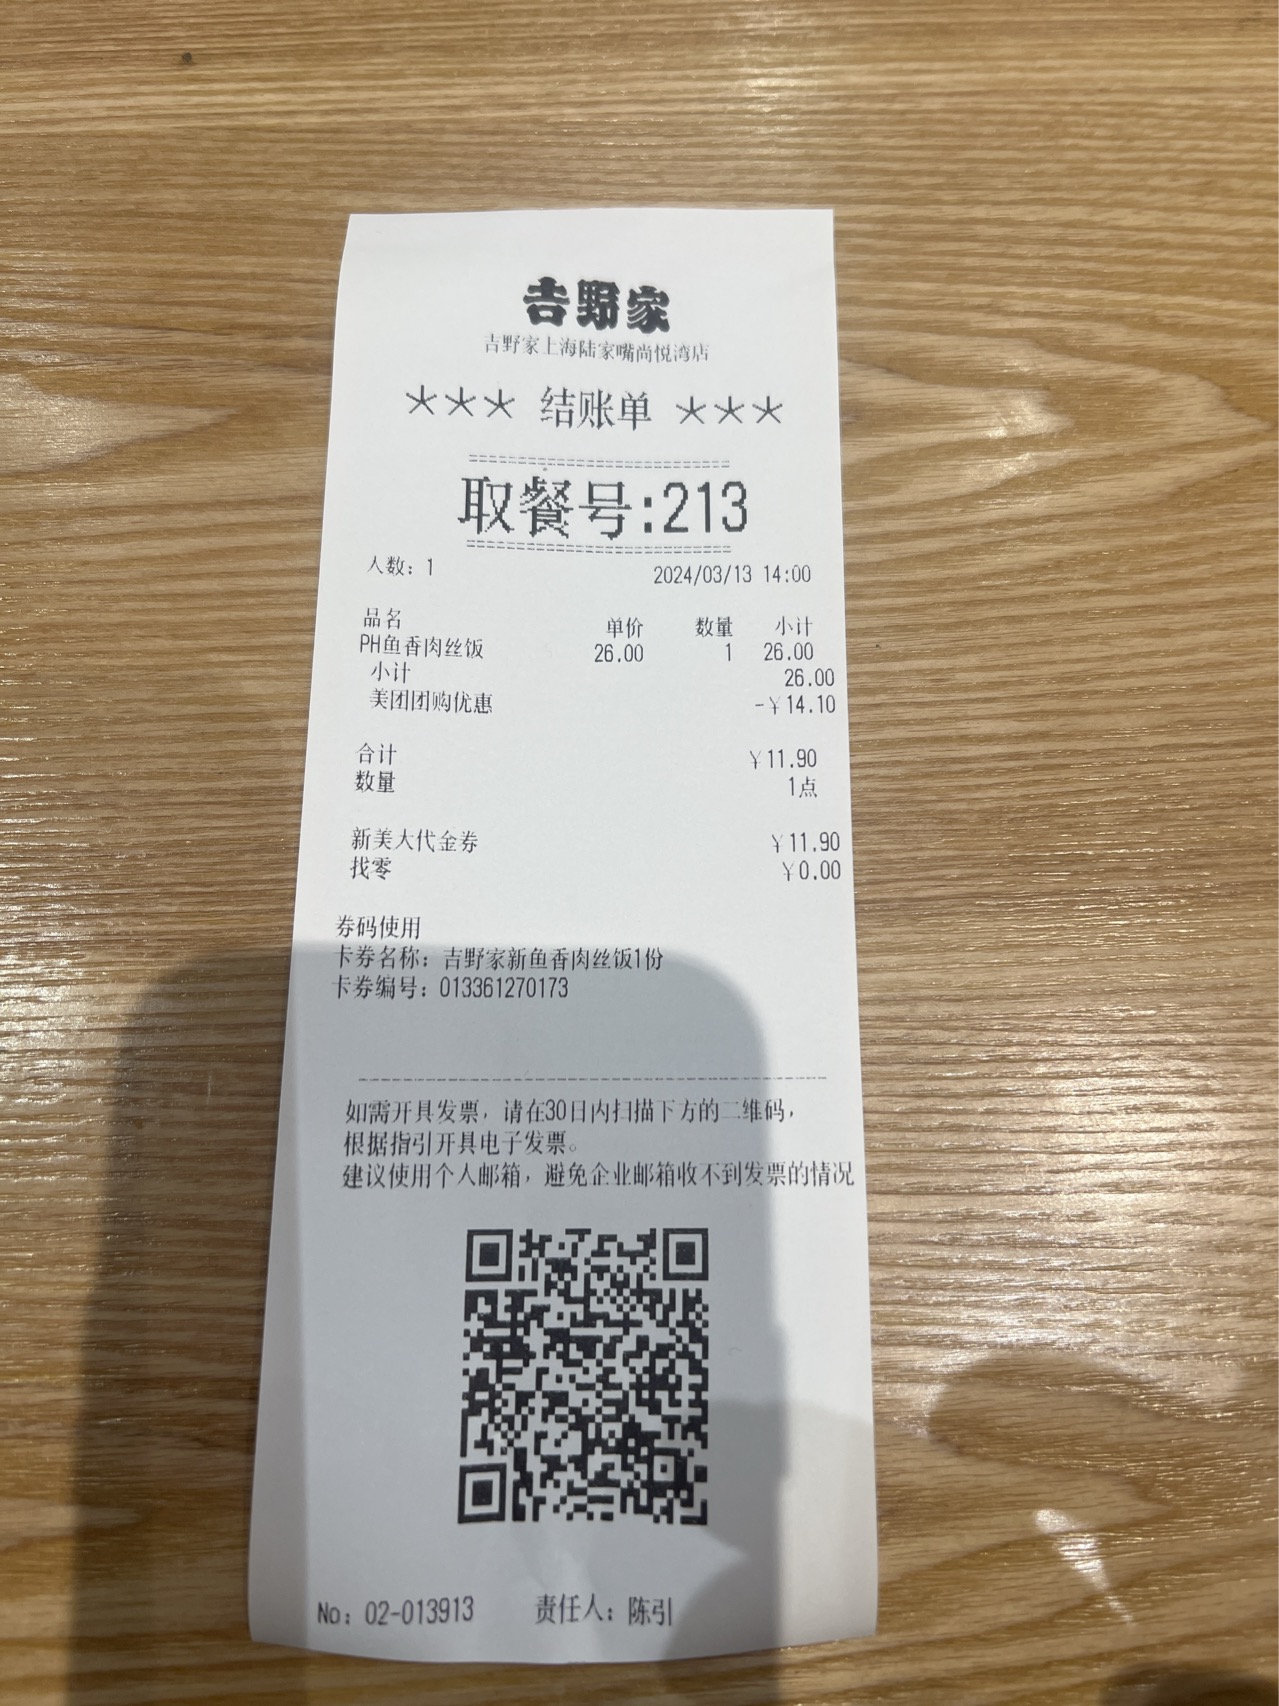 吉野家
吉野家上海陆家嘴尚悦湾店
*** 结账单 ***
取餐号:213
人数: 1 2024/03/13 14:00
品名 单价 数量 小计
PH鱼香肉丝饭 26.00 1 26.00
小计 26.00
美团团购优惠 -¥14.10
合计 ¥11.90
数量 1点
新美大代金券 ¥11.90
找零 ¥0.00
券码使用
卡券名称: 吉野家新鱼香肉丝饭1份
卡券编号: 013361270173
如需开具发票, 请在30日内扫描下方的二维码,
根据指引开具电子发票。
建议使用个人邮箱, 避免企业邮箱收不到发票的情况
No: 02-013913 责任人: 陈引